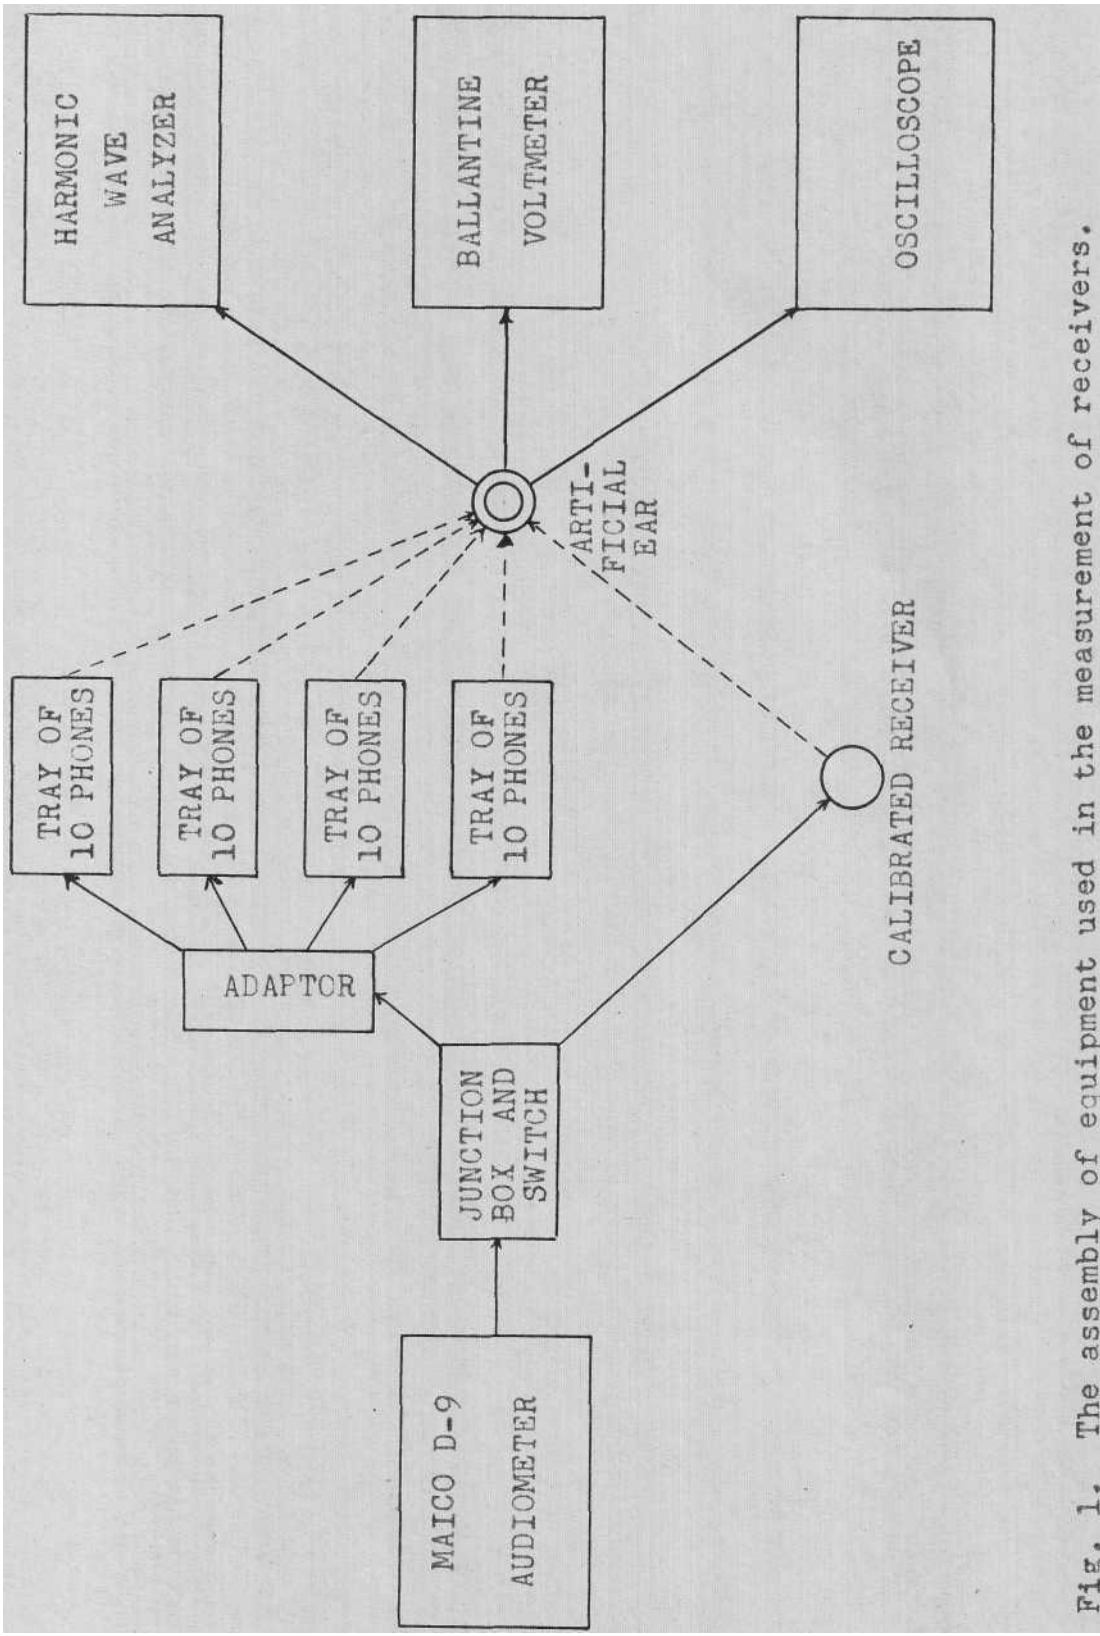 MAICO D-9
AUDIOMETER
JUNCTION
BOX AND
SWITCH
ADAPTOR
TRAY OF
10 PHONES
TRAY OF
10 PHONES
TRAY OF
10 PHONES
TRAY OF
10 PHONES
CALIBRATED RECEIVER
ARTI-
FICIAL
EAR
HARMONIC
WAVE
ANALYZER
BALLANTINE
VOLTMETER
OSCILLOSCOPE
Fig. 1. The assembly of equipment used in the measurement of receivers.